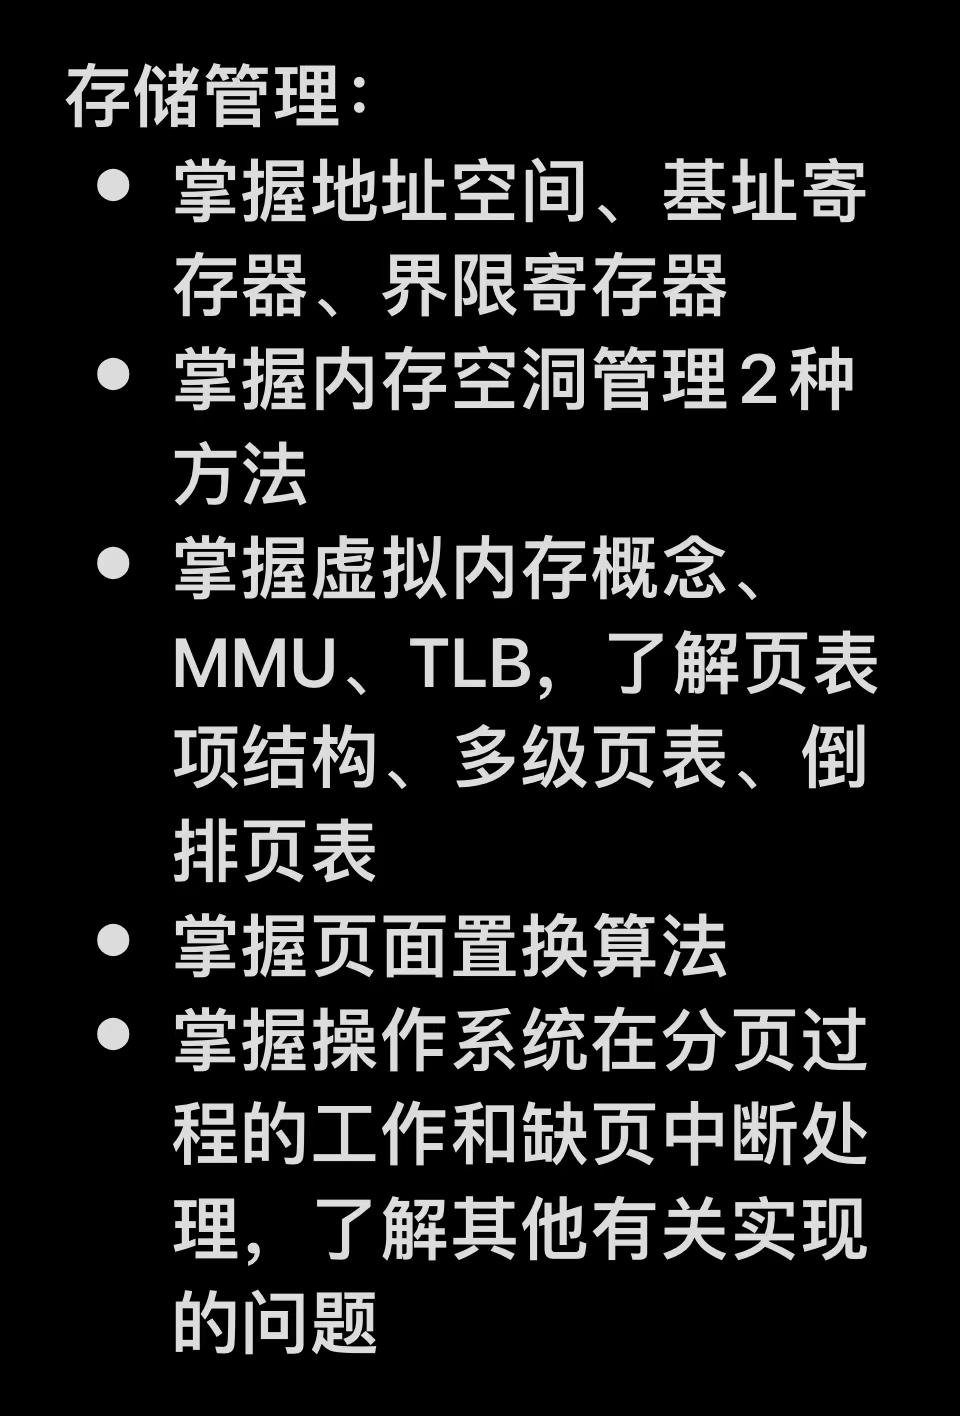 存储管理：
● 掌握地址空间、基址寄
存器、界限寄存器
● 掌握内存空洞管理2种
方法
● 掌握虚拟内存概念、
MMU、TLB，了解页表
项结构、多级页表、倒
排页表
● 掌握页面置换算法
● 掌握操作系统在分页过
程的工作和缺页中断处
理，了解其他有关实现
的问题